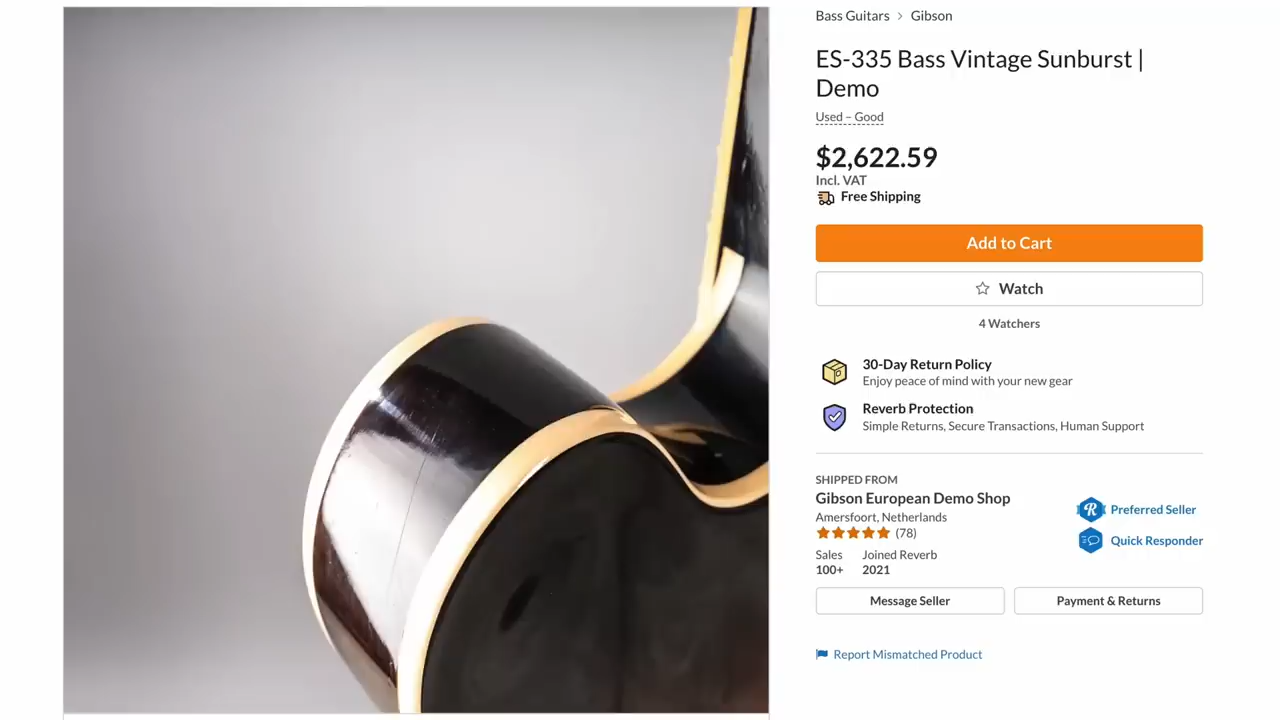 Bass Guitars > Gibson
ES-335 Bass Vintage Sunburst |
Demo
Used – Good
$2,622.59
Incl. VAT
Free Shipping
Add to Cart
Watch
4 Watchers
30-Day Return Policy
Enjoy peace of mind with your new gear
Reverb Protection
Simple Returns, Secure Transactions, Human Support
SHIPPED FROM
Gibson European Demo Shop
Amersfoort, Netherlands
(78)
Preferred Seller
Quick Responder
Sales Joined Reverb
100+ 2021
Message Seller
Payment & Returns
Report Mismatched Product